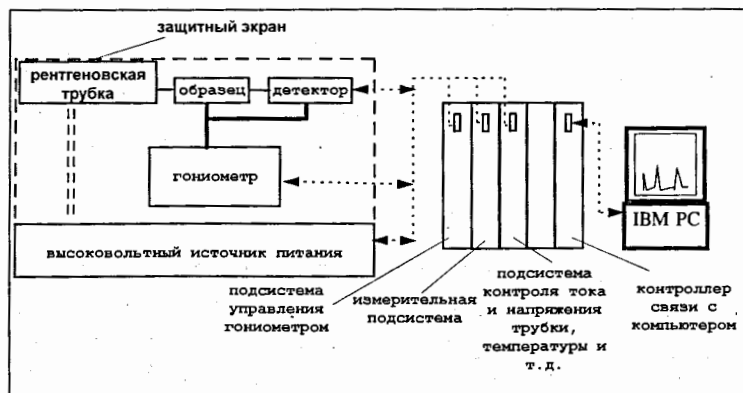 защитный экран
рентгеновская
трубка
образец
детектор
гониометр
высоковольтный источник питания
IBM PC
подсистема
управления
гониометром
измерительная
подсистема
подсистема
контроля тока
и напряжения
трубки,
температуры и
т.д.
контроллер
связи с
компьютером